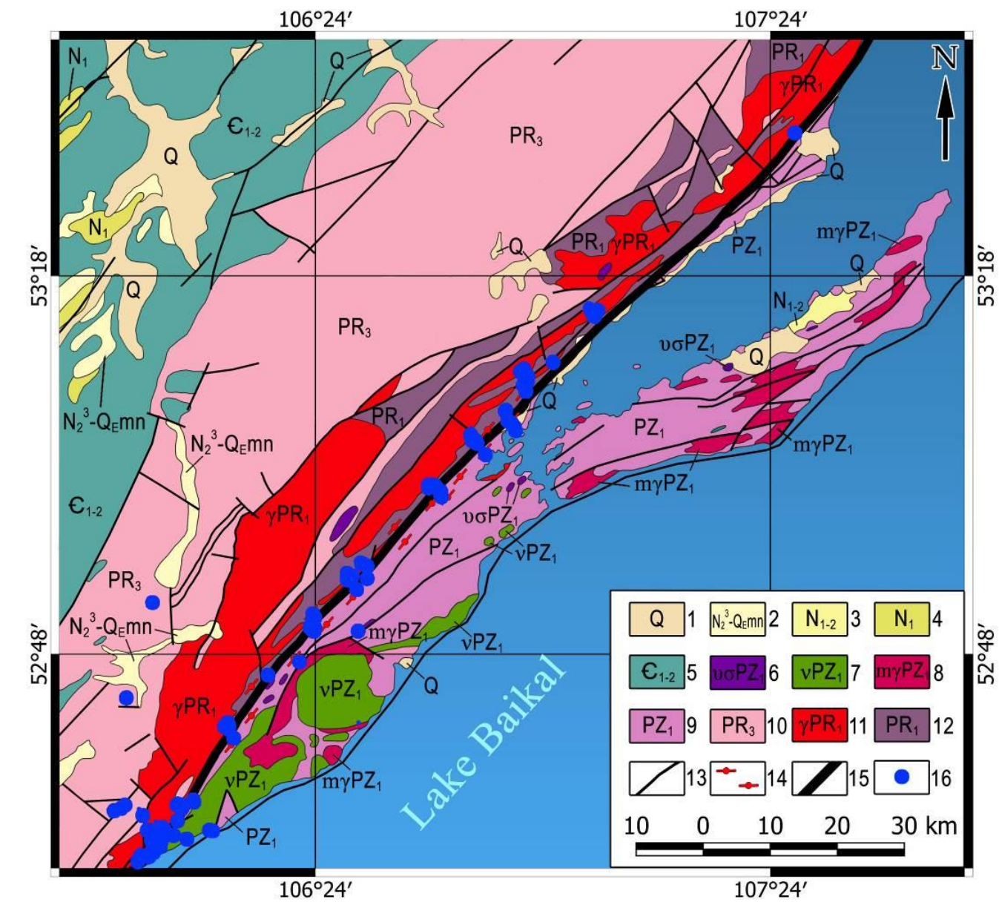 106°24′ 107°24′
N₁ Q PR₁
N
γPR₁
Є₁₋₂
PR₃
Q
Q
Q
N₁
mγPZ₁
PR₁ γPR₁ PZ₁
Q
Q
53°18′ 53°18′
Q
N₁₋₂
PR₃
υσPZ₁
Q
Q
PR₁
N₂³-QEmn
PZ₁
N₂³-QEmn
mγPZ₁
mγPZ₁
Є₁₋₂
γPR₁
υσPZ₁
PZ₁
νPZ₁
PR₃
N₂³-QEmn
mγPZ₁
νPZ₁
52°48′ 52°48′
Q
νPZ₁
γPR₁
νPZ₁
mγPZ₁
PZ₁
Lake Baikal
Q 1 N₂³-QEmn 2 N₁₋₂ 3 N₁ 4
Є₁₋₂ 5 υσPZ₁ 6 νPZ₁ 7 mγPZ₁ 8
PZ₁ 9 PR₃ 10 γPR₁ 11 PR₁ 12
13 14 15 16
10 0 10 20 30 km
106°24′ 107°24′